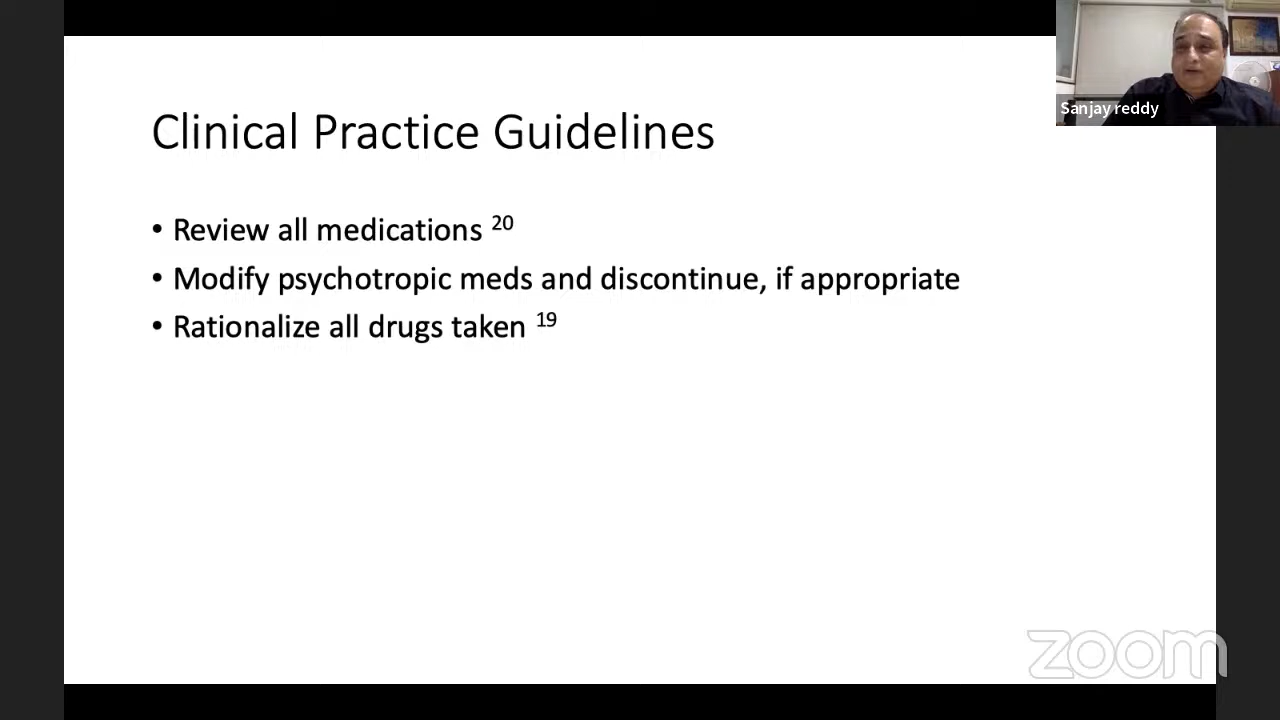 Sanjay reddy
Clinical Practice Guidelines
• Review all medications 20
• Modify psychotropic meds and discontinue, if appropriate
• Rationalize all drugs taken 19
zoom